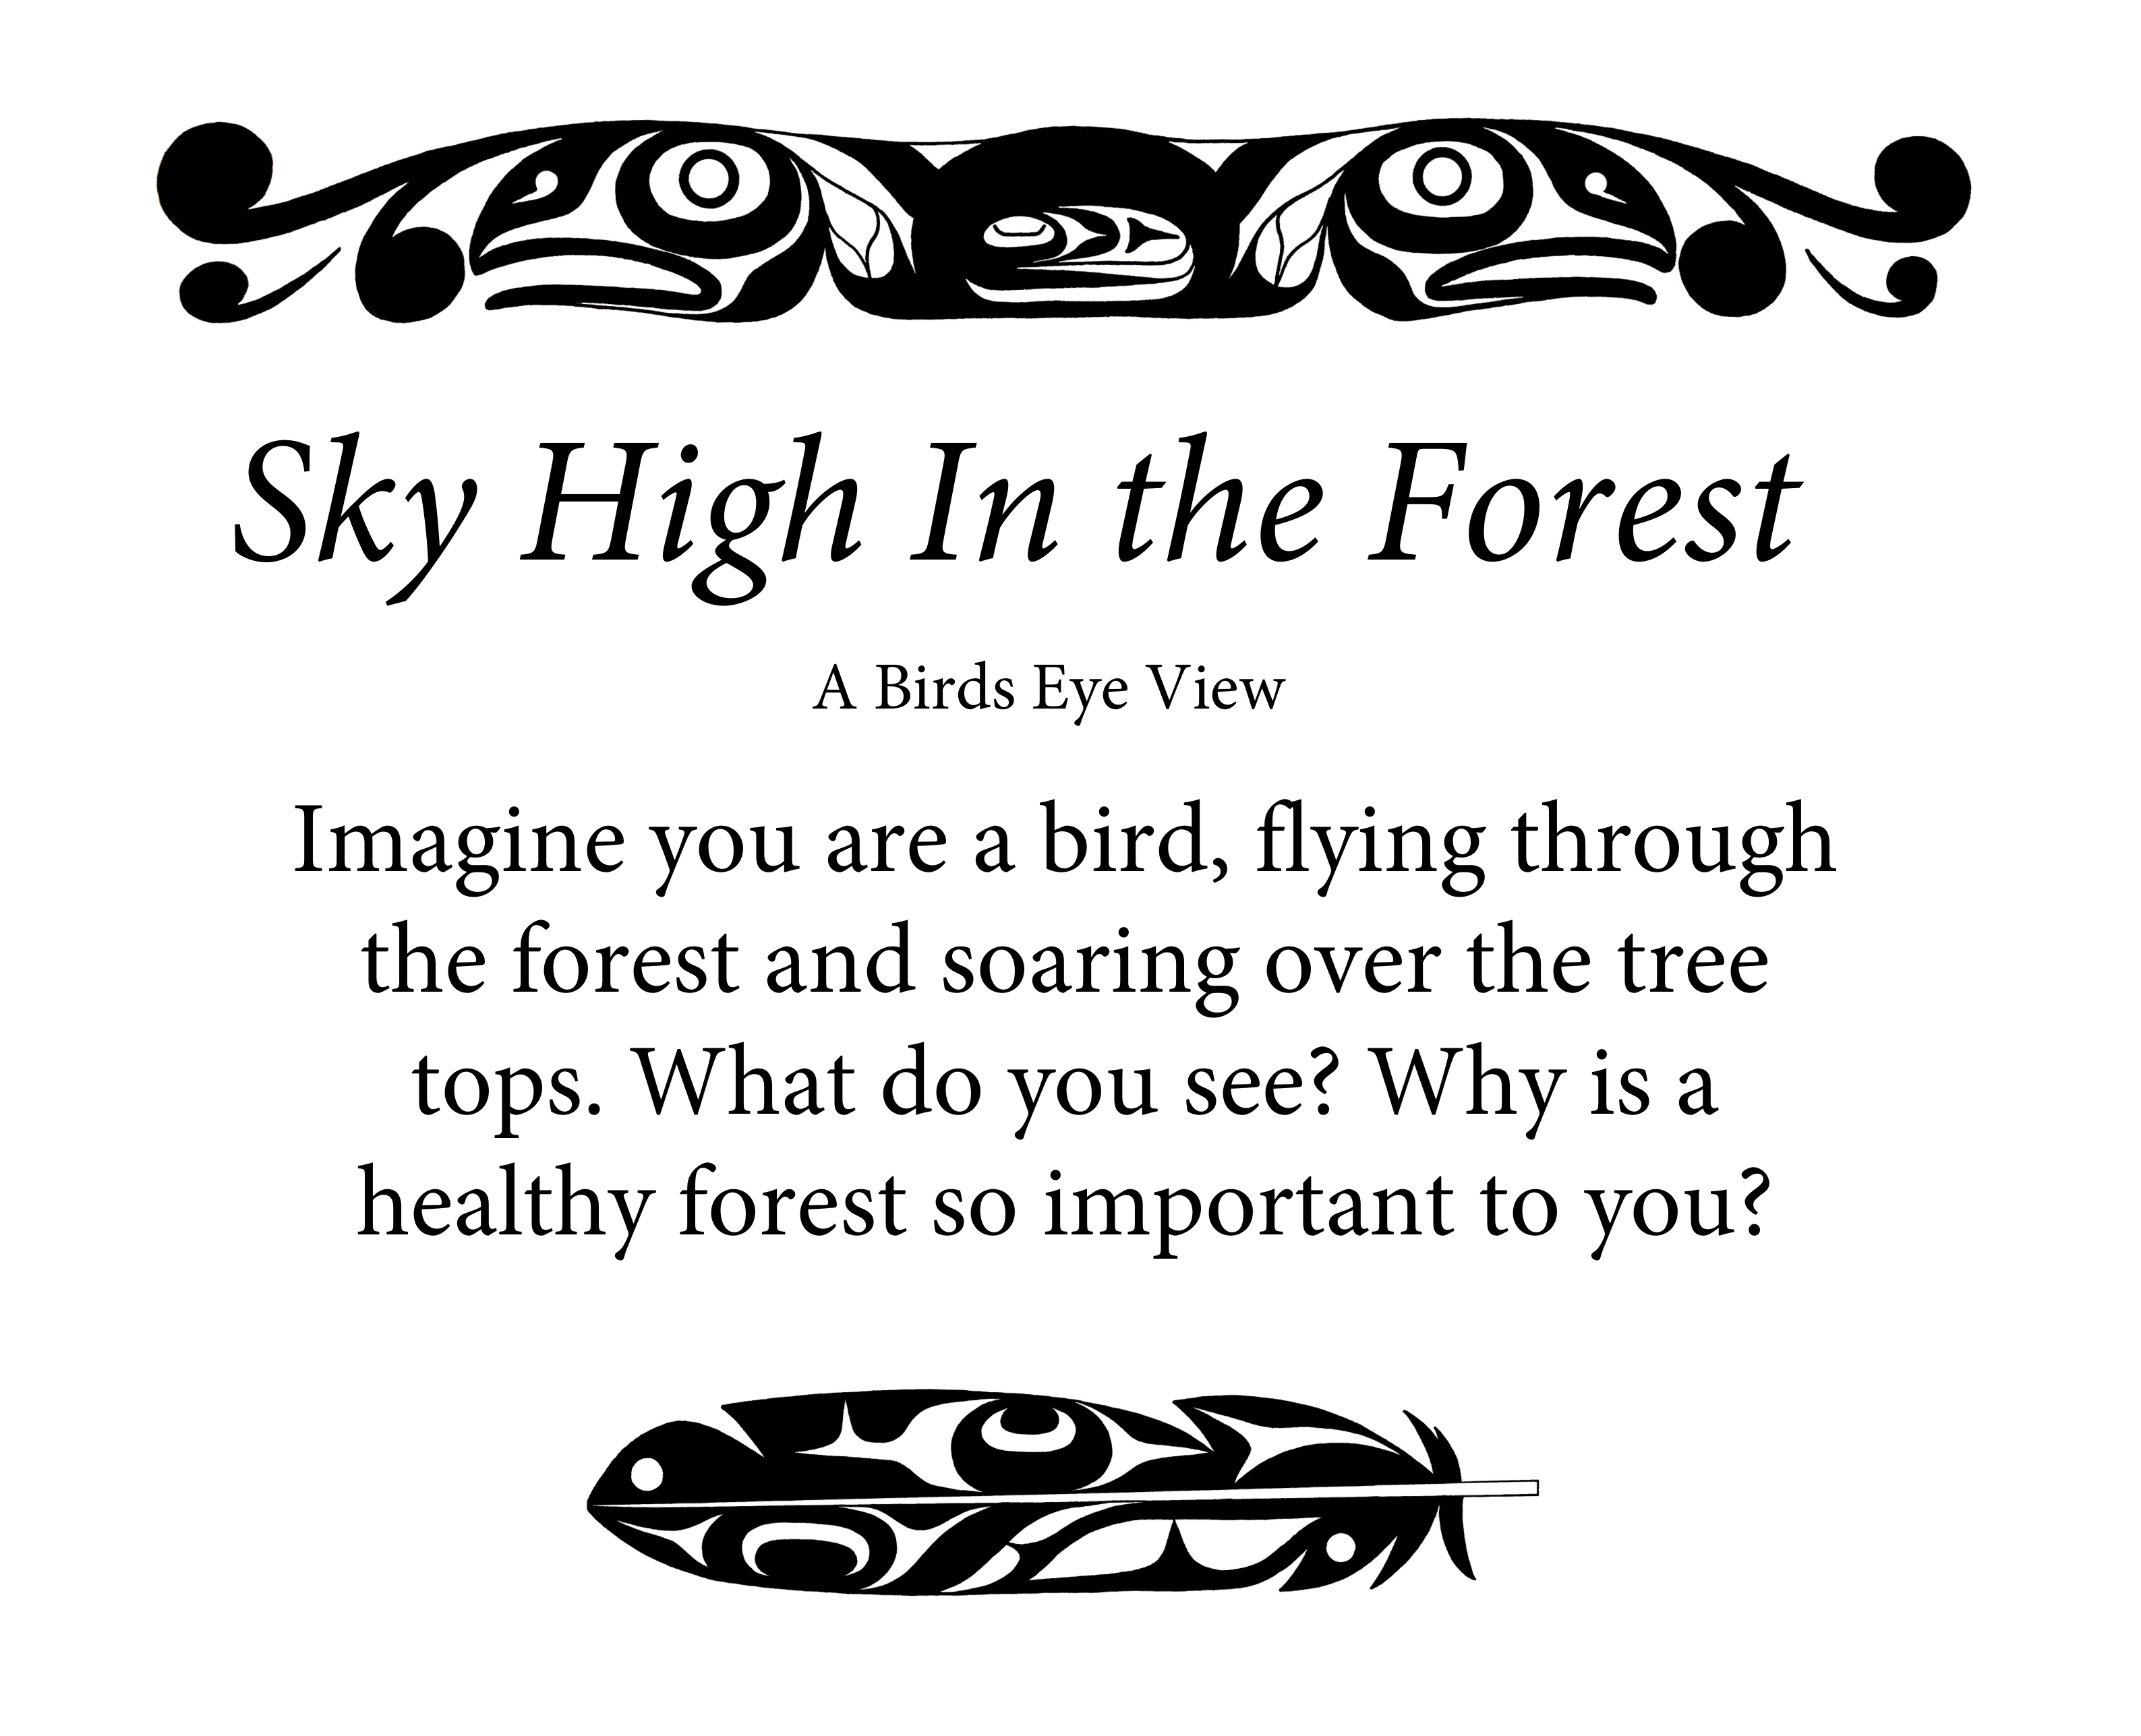 Sky High In the Forest
A Birds Eye View
Imagine you are a bird, flying through
the forest and soaring over the tree
tops. What do you see? Why is a
healthy forest so important to you?